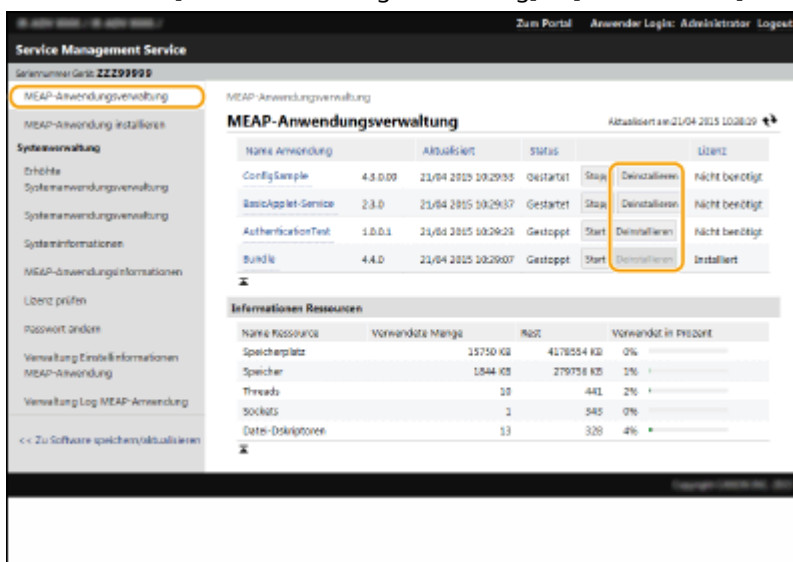 Zum Portal Anwender Login: Administrator Logout
Service Management Service
Seriennummer Gerät: ZZZ99999
MEAP-Anwendungsverwaltung
MEAP-Anwendung installieren
Systemverwaltung
Erhöhte
Systemanwendungsverwaltung
Systemanwendungsverwaltung
Systeminformationen
MEAP-Anwendungsinformationen
Lizenz prüfen
Passwort ändern
Verwaltung Einstellinformationen
MEAP-Anwendung
Verwaltung Log MEAP-Anwendung
<< Zu Software speichern/aktualisieren
MEAP-Anwendungsverwaltung
MEAP-Anwendungsverwaltung Aktualisiert am:21/04 2015 10:38:39
Name Anwendung Aktualisiert Status Lizenz
ConfigSample 4.3.0.09 21/04 2015 10:29:53 Gestartet Stopp Deinstallieren Nicht benötigt
BasicApplet-Service 2.3.0 21/04 2015 10:29:37 Gestartet Stopp Deinstallieren Nicht benötigt
AuthenticationTest 1.0.0.1 21/04 2015 10:29:23 Gestoppt Start Deinstallieren Nicht benötigt
Bundle 4.4.0 21/04 2015 10:29:07 Gestoppt Start Deinstallieren Installiert
Informationen Ressourcen
Name Ressource Verwendete Menge Rest Verwendet in Prozent
Speicherplatz 15750 KB 4178554 KB 0%
Speicher 1844 KB 279756 KB 1%
Threads 10 441 2%
Sockets 1 345 0%
Datei-Dskriptoren 13 328 4%